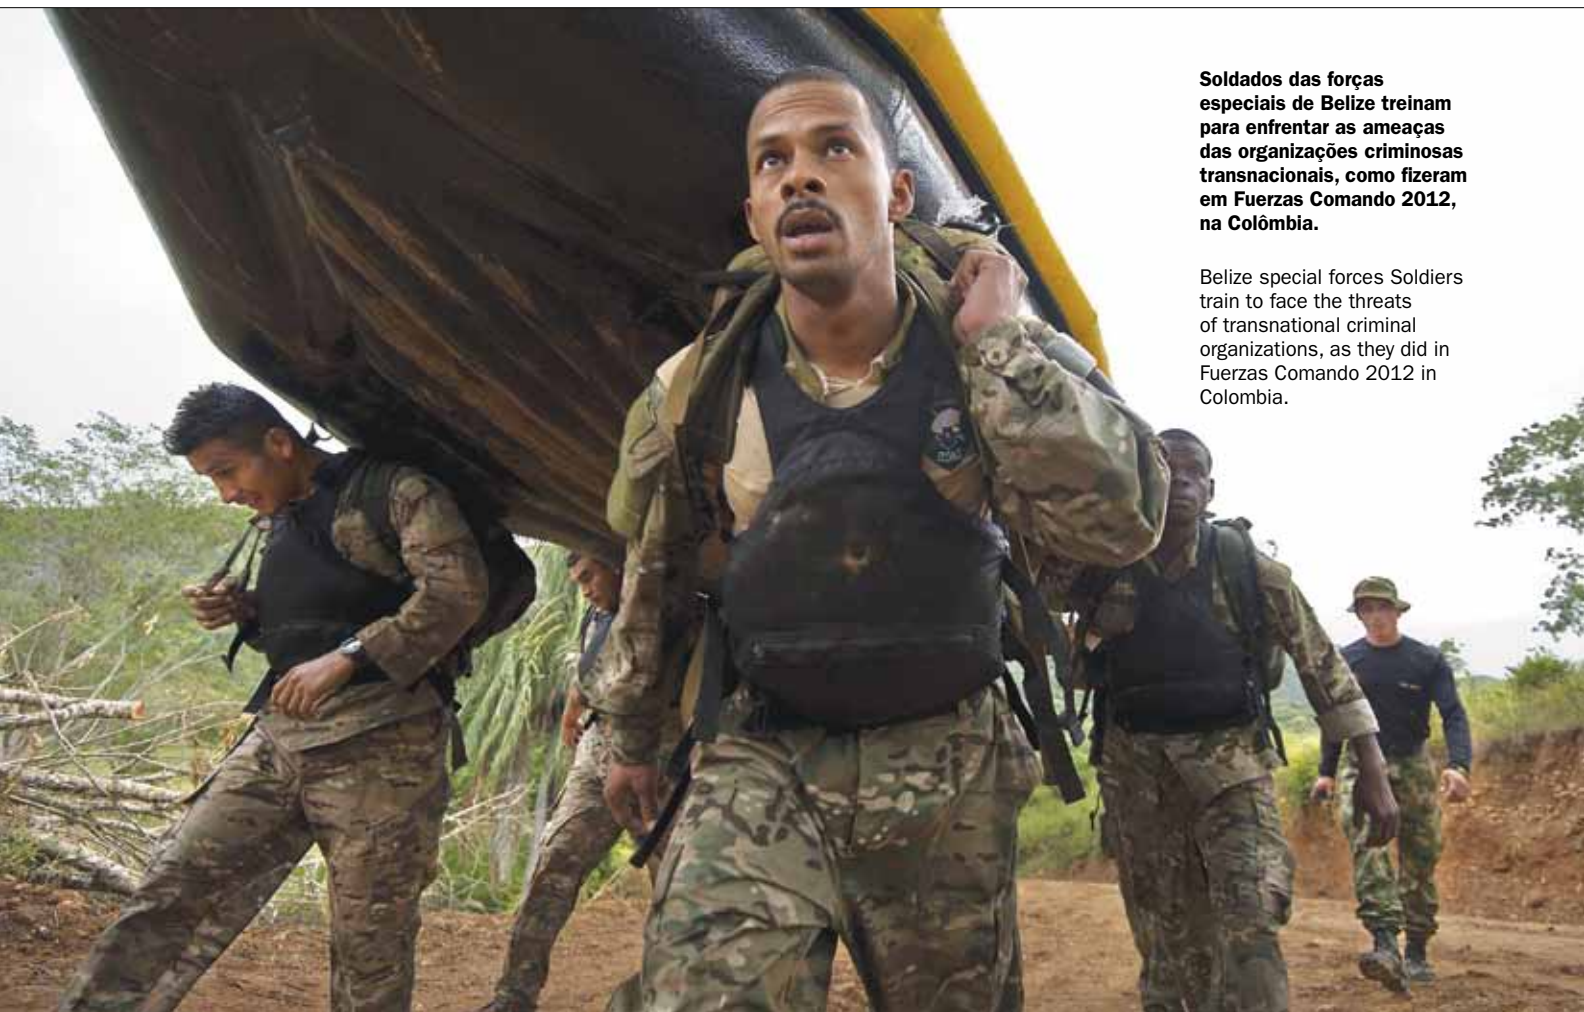 Soldados das forças
especiais de Belize treinam
para enfrentar as ameaças
das organizações criminosas
transnacionais, como fizeram
em Fuerzas Comando 2012,
na Colômbia.
Belize special forces Soldiers
train to face the threats
of transnational criminal
organizations, as they did in
Fuerzas Comando 2012 in
Colombia.